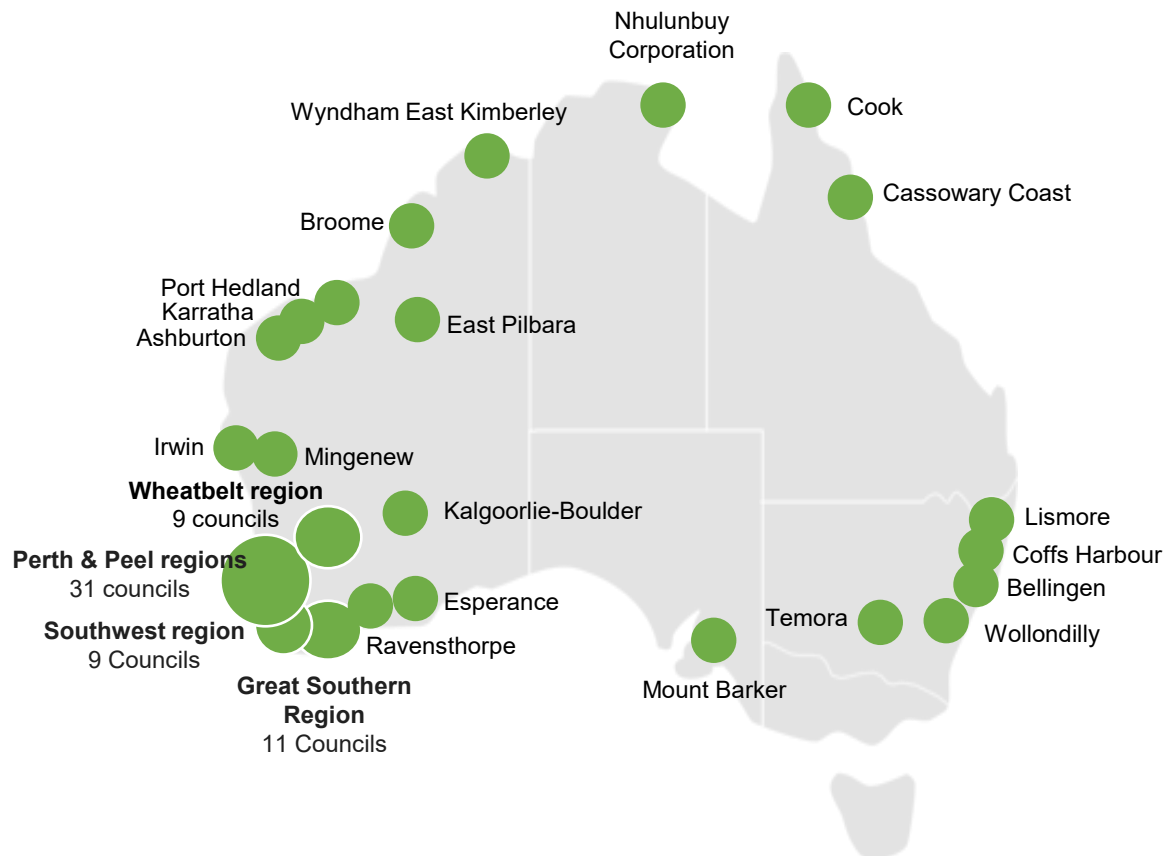 Nhulunbuy
Corporation
Wyndham East Kimberley
Cook
Cassowary Coast
Broome
Port Hedland
Karratha
Ashburton
East Pilbara
Irwin
Mingenew
Wheatbelt region
9 councils
Kalgoorlie-Boulder
Lismore
Coffs Harbour
Perth & Peel regions
31 councils
Bellingen
Esperance
Temora
Southwest region
9 Councils
Ravensthorpe
Wollondilly
Great Southern
Region
11 Councils
Mount Barker